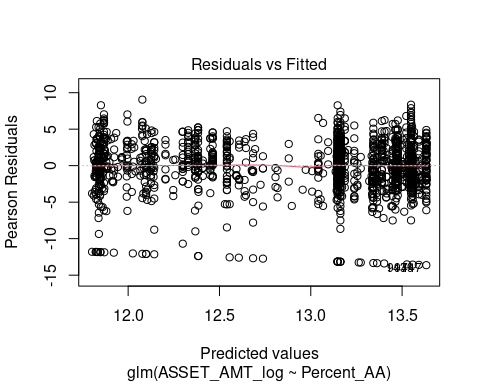 Residuals vs Fitted
Pearson Residuals
10
5
0
-5
-10
-15
12.0 12.5 13.0 13.5
Predicted values
glm(ASSET_AMT_log ~ Percent_AA)